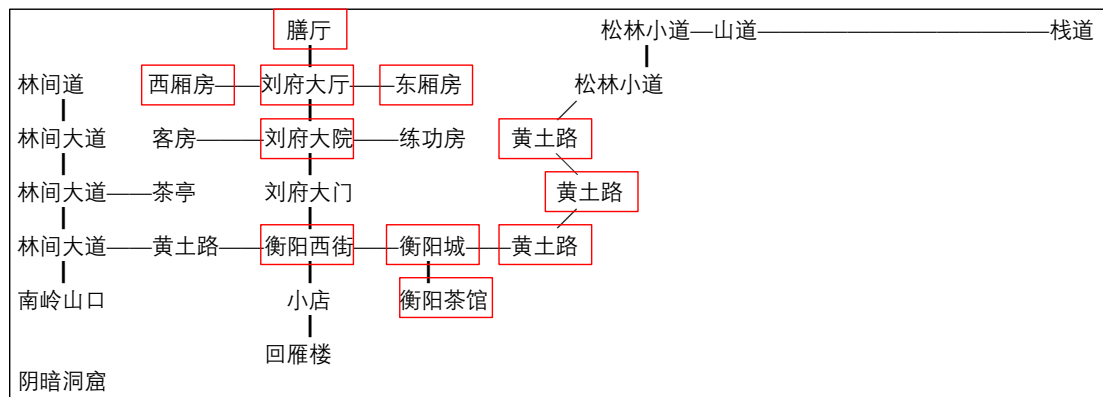 膳厅 松林小道—山道——————————————栈道
林间道 西厢房——刘府大厅——东厢房 松林小道
林间大道 客房———刘府大院——练功房 黄土路
林间大道——茶亭 刘府大门 黄土路
林间大道——黄土路——衡阳西街——衡阳城——黄土路
南岭山口 小店 衡阳茶馆
回雁楼
阴暗洞窟